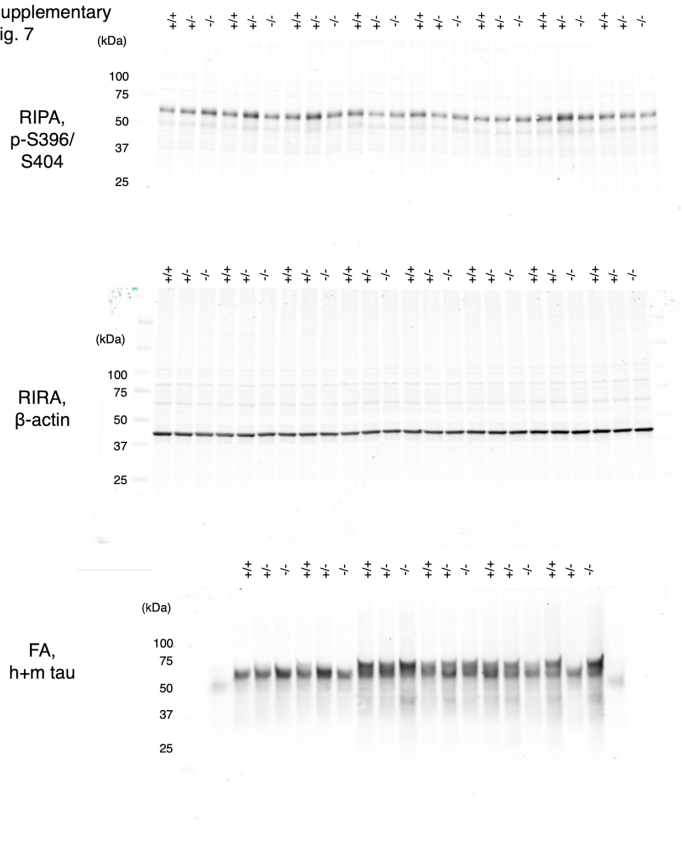 upplementary
ig. 7
+/+ +/- -/- +/+ +/- -/- +/+ +/- -/- +/+ +/- -/- +/+ +/- -/- +/+ +/- -/- +/+ +/- -/- +/+ +/- -/-
(kDa)
100
75
50
37
25
RIPA,
p-S396/
S404
+/+ +/- -/- +/+ +/- -/- +/+ +/- -/- +/+ +/- -/- +/+ +/- -/- +/+ +/- -/- +/+ +/- -/- +/+ +/- -/-
(kDa)
100
75
50
37
25
RIRA,
β-actin
+/+ +/- -/- +/+ +/- -/- +/+ +/- -/- +/+ +/- -/- +/+ +/- -/- +/+ +/- -/-
(kDa)
100
75
50
37
25
FA,
h+m tau